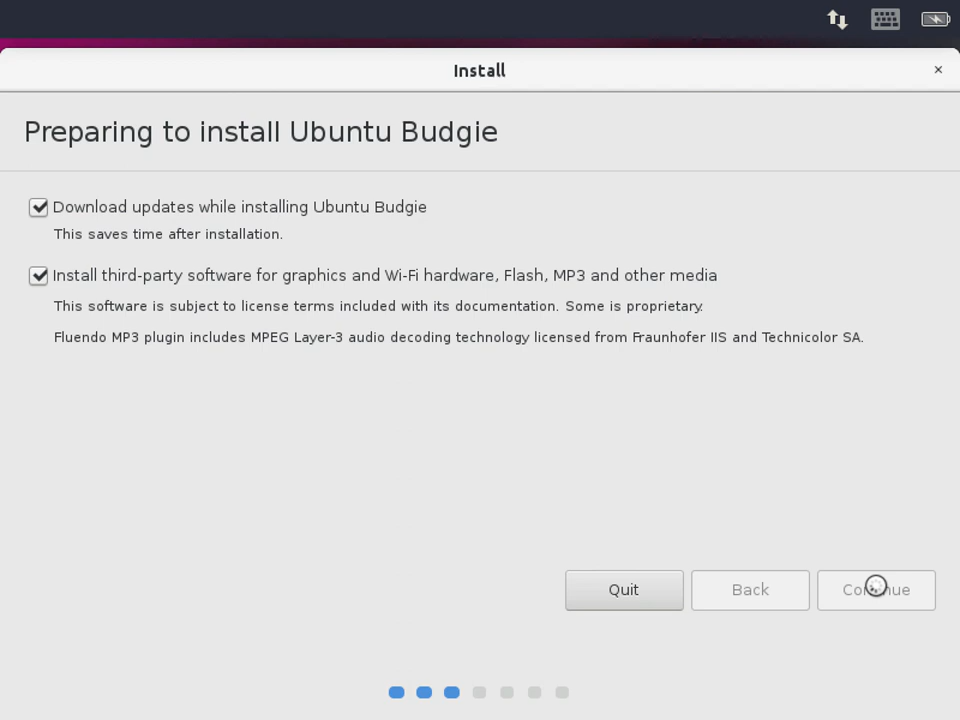 Install
Preparing to install Ubuntu Budgie
Download updates while installing Ubuntu Budgie
This saves time after installation.
Install third-party software for graphics and Wi-Fi hardware, Flash, MP3 and other media
This software is subject to license terms included with its documentation. Some is proprietary.
Fluendo MP3 plugin includes MPEG Layer-3 audio decoding technology licensed from Fraunhofer IIS and Technicolor SA.
Quit Back Continue